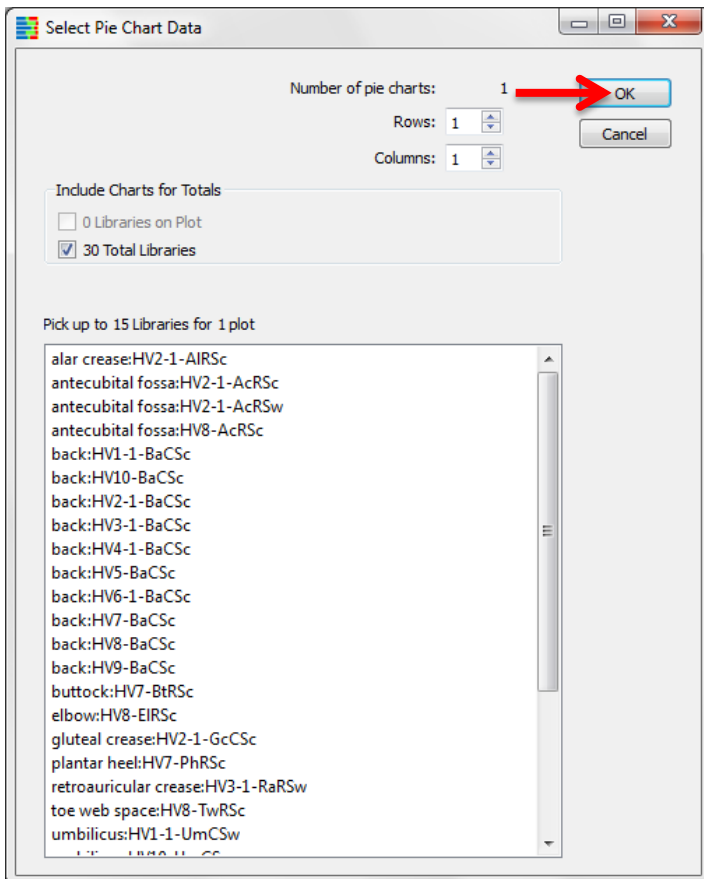 Select Pie Chart Data
Number of pie charts: 1
OK
Rows: 1
Cancel
Columns: 1
Include Charts for Totals
0 Libraries on Plot
30 Total Libraries
Pick up to 15 Libraries for 1 plot
alar crease:HV2-1-AlRSc
antecubital fossa:HV2-1-AcRSc
antecubital fossa:HV2-1-AcRSw
antecubital fossa:HV8-AcRSc
back:HV1-1-BaCSc
back:HV10-BaCSc
back:HV2-1-BaCSc
back:HV3-1-BaCSc
back:HV4-1-BaCSc
back:HV5-BaCSc
back:HV6-1-BaCSc
back:HV7-BaCSc
back:HV8-BaCSc
back:HV9-BaCSc
buttock:HV7-BtRSc
elbow:HV8-ElRSc
gluteal crease:HV2-1-GcCSc
plantar heel:HV7-PhRSc
retroauricular crease:HV3-1-RaRSw
toe web space:HV8-TwRSc
umbilicus:HV1-1-UmCSw